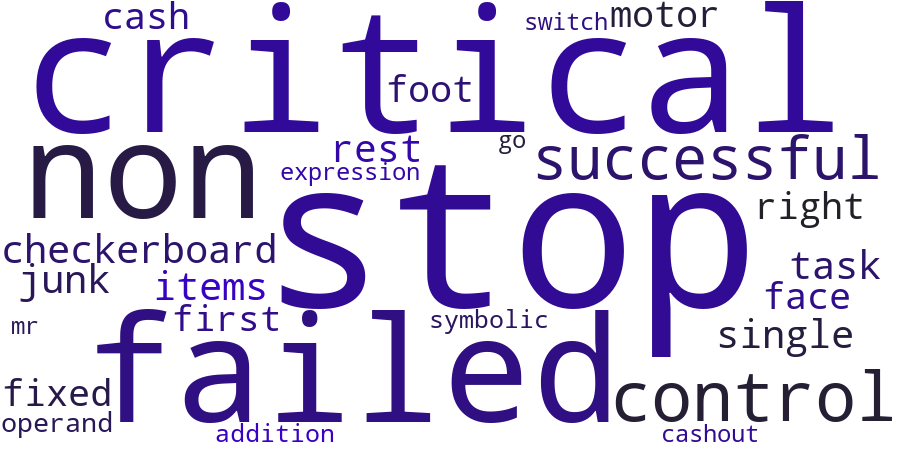 cash
switch
motor
critical
foot
non
rest
go
successful
expression
stop
right
checkerboard
junk
items
task
face
first
symbolic
mr
failed
single
fixed
control
operand
addition
cashout